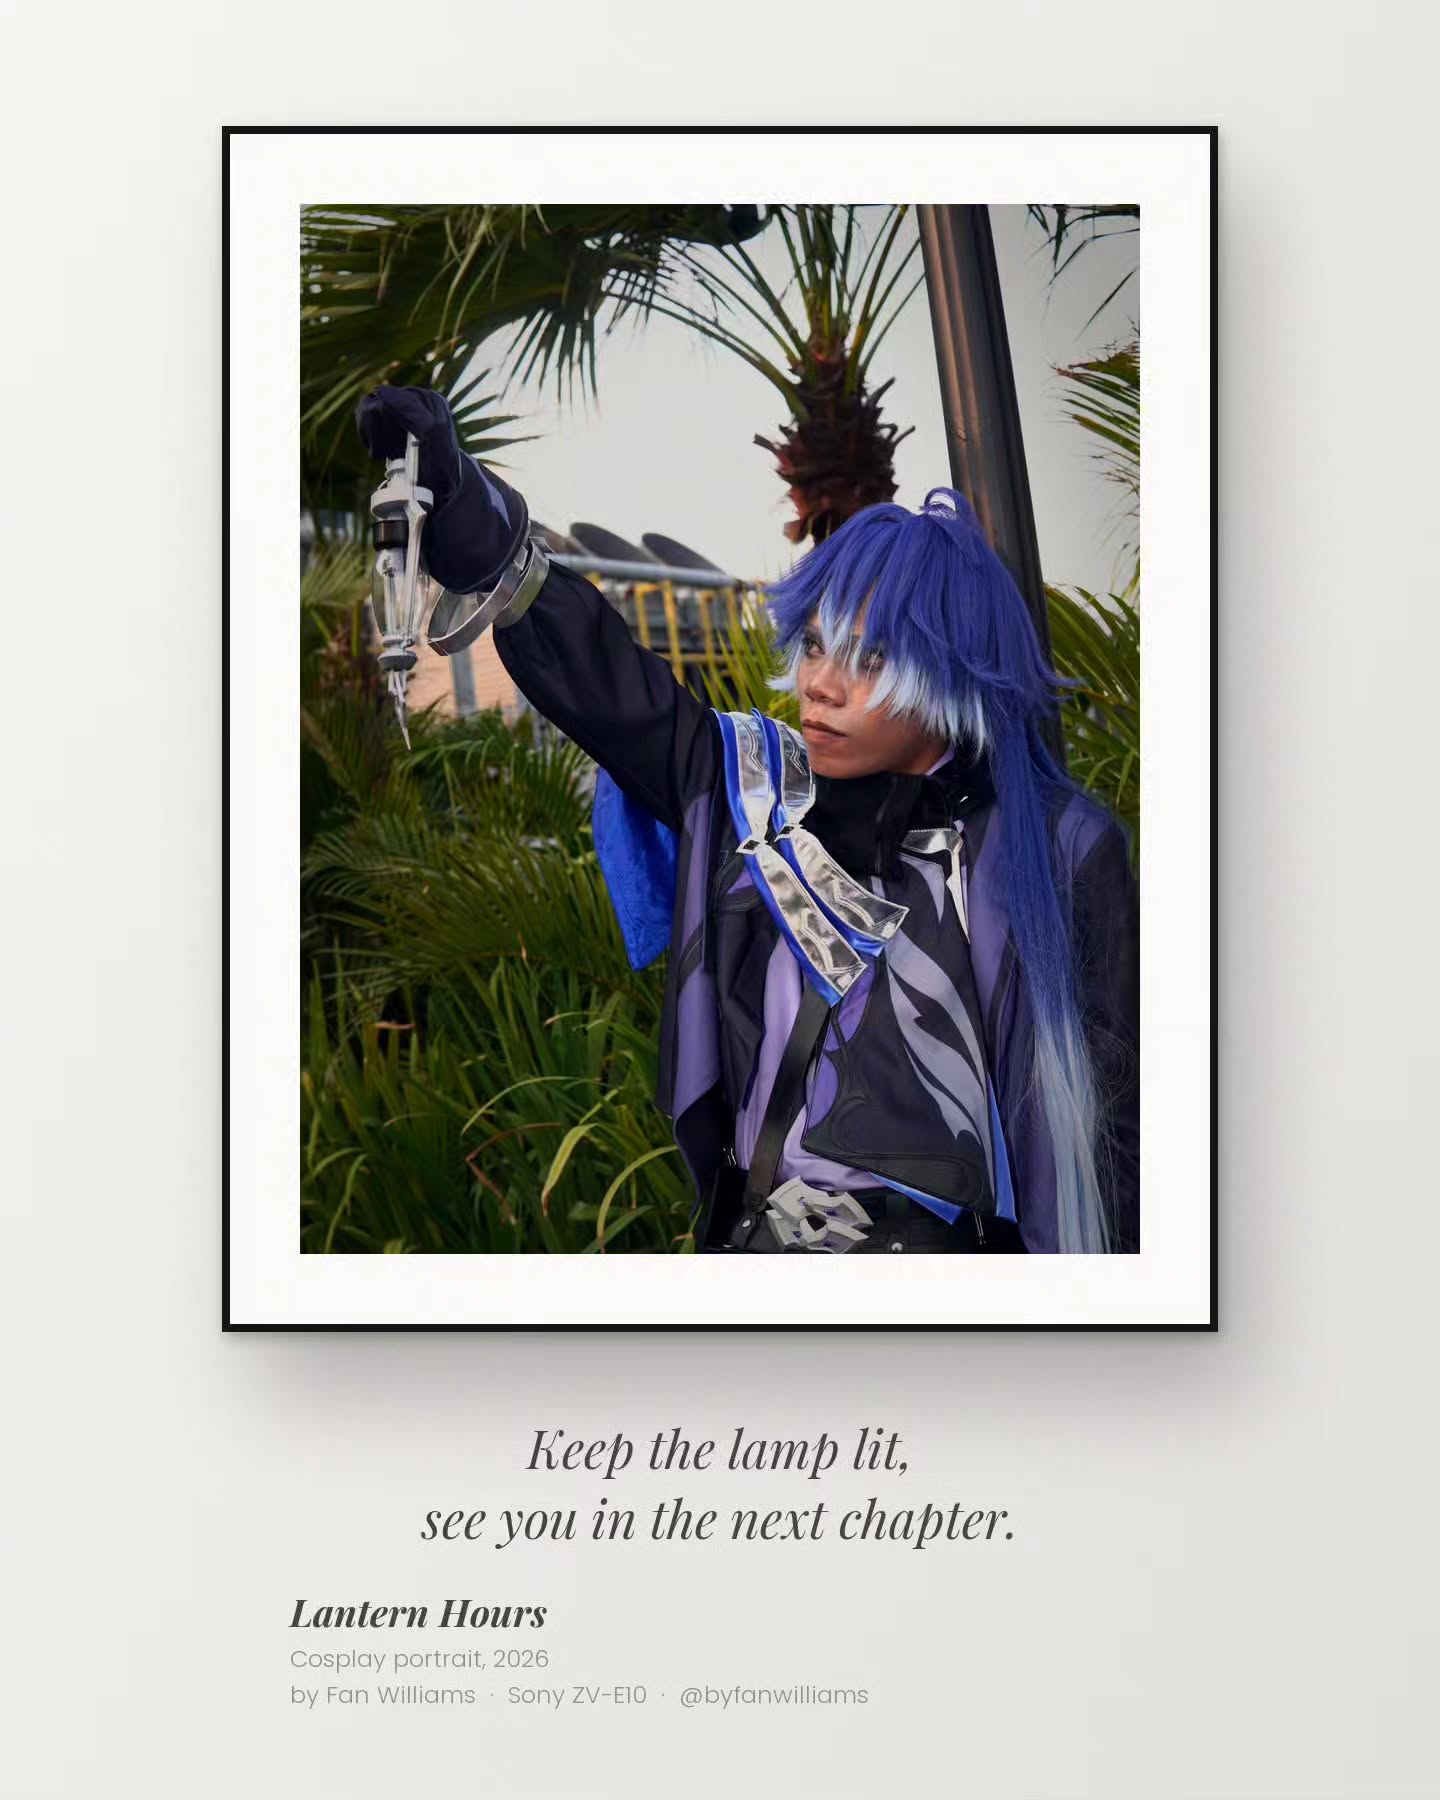 Keep the lamp lit,
see you in the next chapter.
Lantern Hours
Cosplay portrait, 2026
by Fan Williams · Sony ZV-E10 · @byfanwilliams